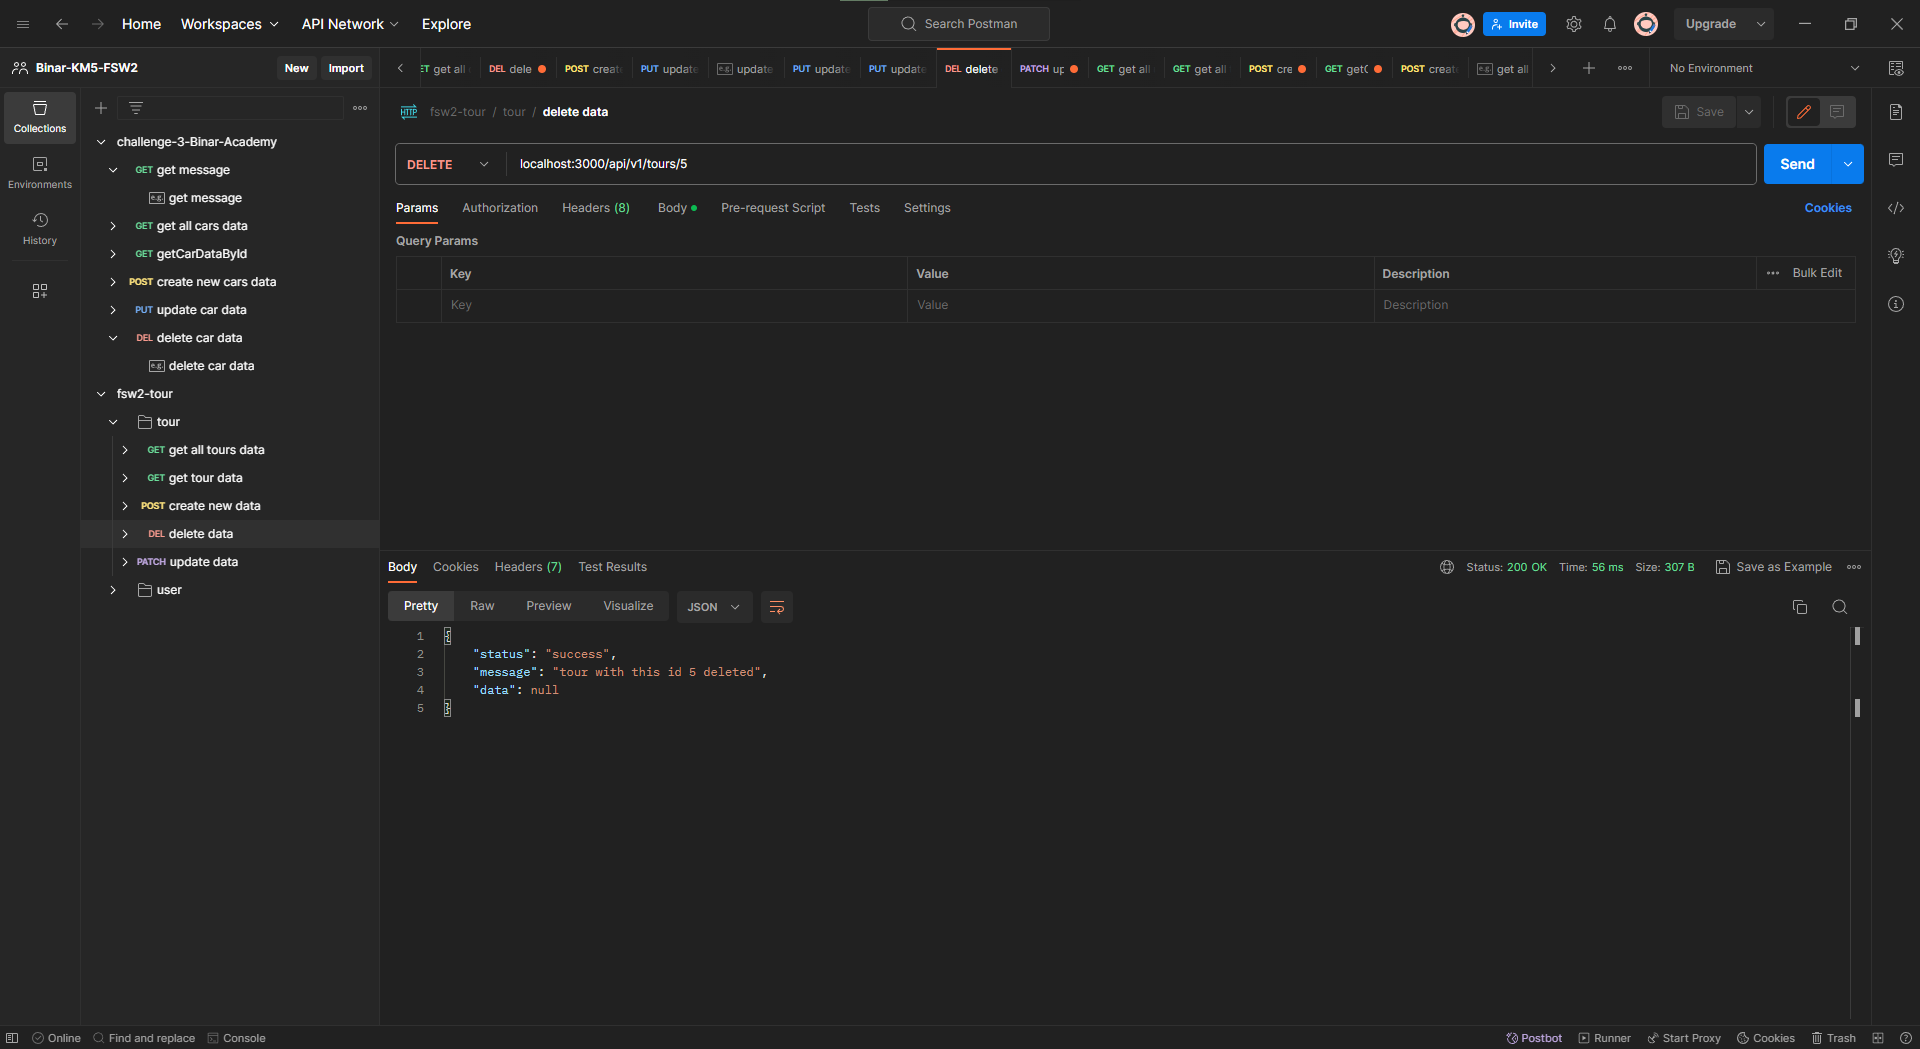 Home Workspaces API Network Explore Search Postman Invite Upgrade
Binar-KM5-FSW2 New Import
ET get all DEL dele POST creat PUT update e.g. update PUT update PUT update DEL delete PATCH up GET get all GET get all POST cre GET get POST creat e.g. get all No Environment
Collections
Environments
History
challenge-3-Binar-Academy
GET get message
e.g. get message
GET get all cars data
GET getCarDataById
POST create new cars data
PUT update car data
DEL delete car data
e.g. delete car data
fsw2-tour
tour
GET get all tours data
GET get tour data
POST create new data
DEL delete data
PATCH update data
user
HTTP fsw2-tour / tour / delete data Save
DELETE localhost:3000/api/v1/tours/5 Send
Params Authorization Headers (8) Body Pre-request Script Tests Settings Cookies
Query Params
Key Value Description Bulk Edit
Key Value Description
Body Cookies Headers (7) Test Results Status: 200 OK Time: 56 ms Size: 307 B Save as Example
Pretty Raw Preview Visualize JSON
1 {
2 "status": "success",
3 "message": "tour with this id 5 deleted",
4 "data": null
5 }
Online Find and replace Console Postbot Runner Start Proxy Cookies Trash